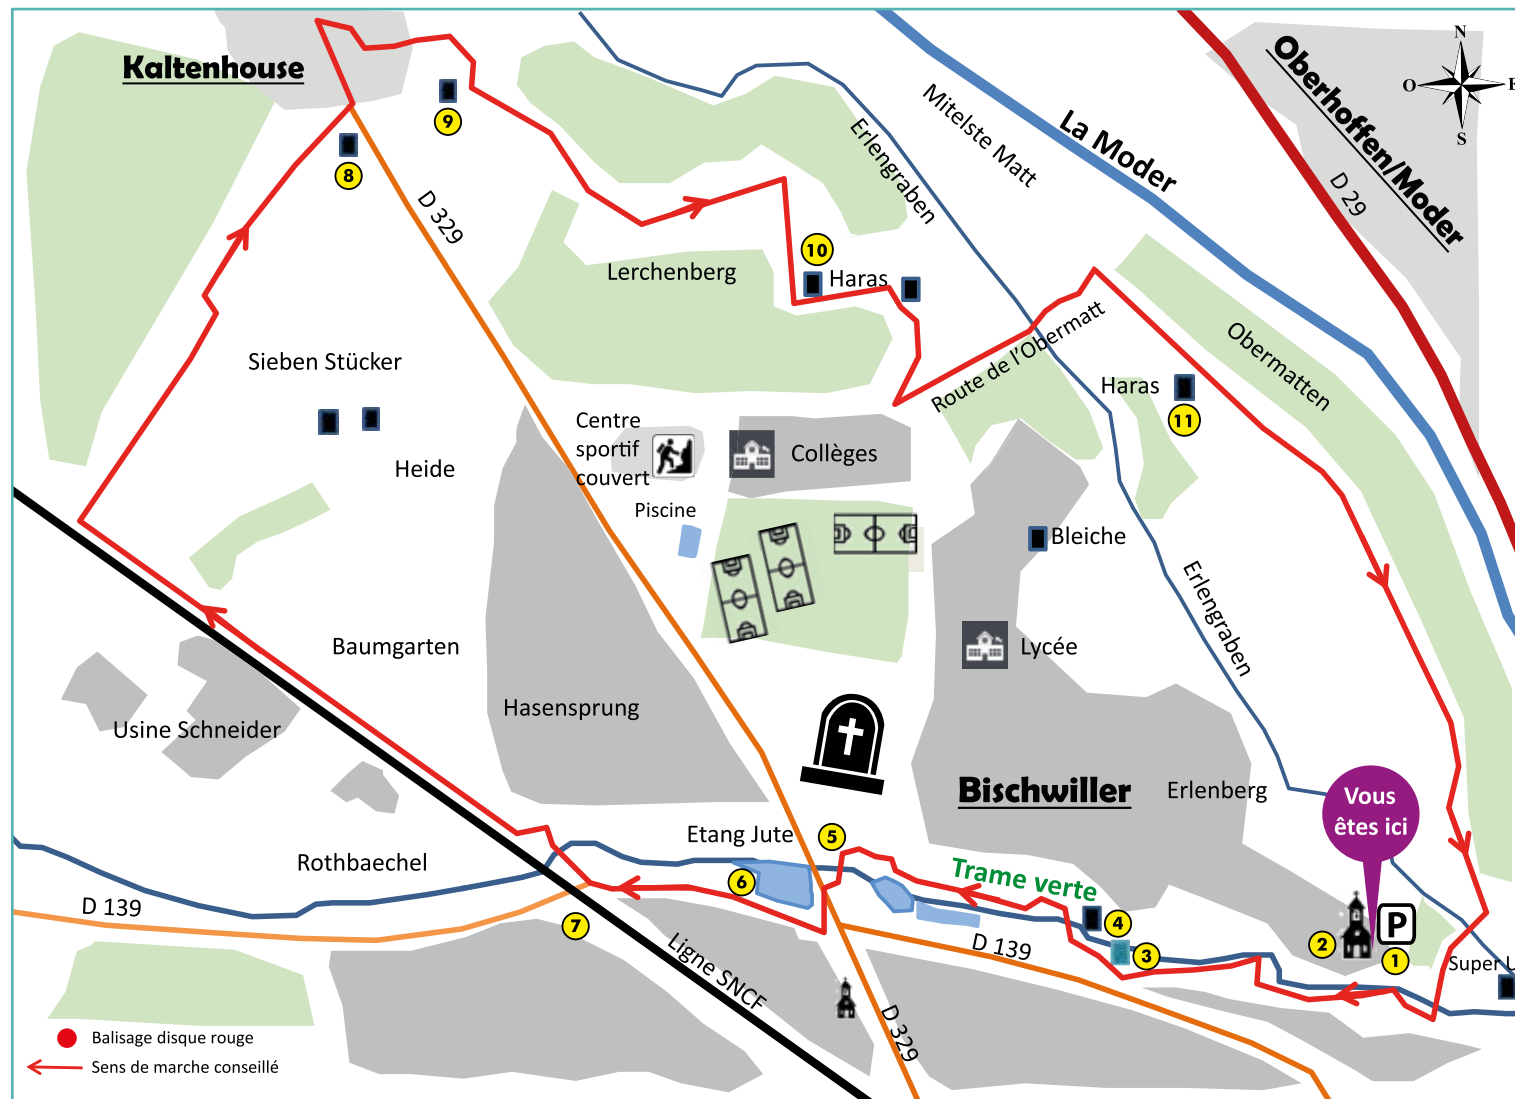 Kaltenhouse
9
8
D 329
Erlengraben
Mitelste Matt
La Moder
Oberhoffen/Moder
D 29
N
O
E
S
10
Haras
Lerchenberg
Route de l'Obermatt
Obermatten
Haras
11
Sieben Stücker
Heide
Centre
sportif
couvert
Collèges
Piscine
Bleiche
Erlengraben
Lycée
Baumgarten
Usine Schneider
Hasensprung
Bischwiller
Erlenberg
Vous
êtes ici
Etang Jute
5
Trame verte
Rothbaechel
6
D 139
7
Ligne SNCF
D 139
4
3
2
P
1
Super U
D 329
Balisage disque rouge
Sens de marche conseillé